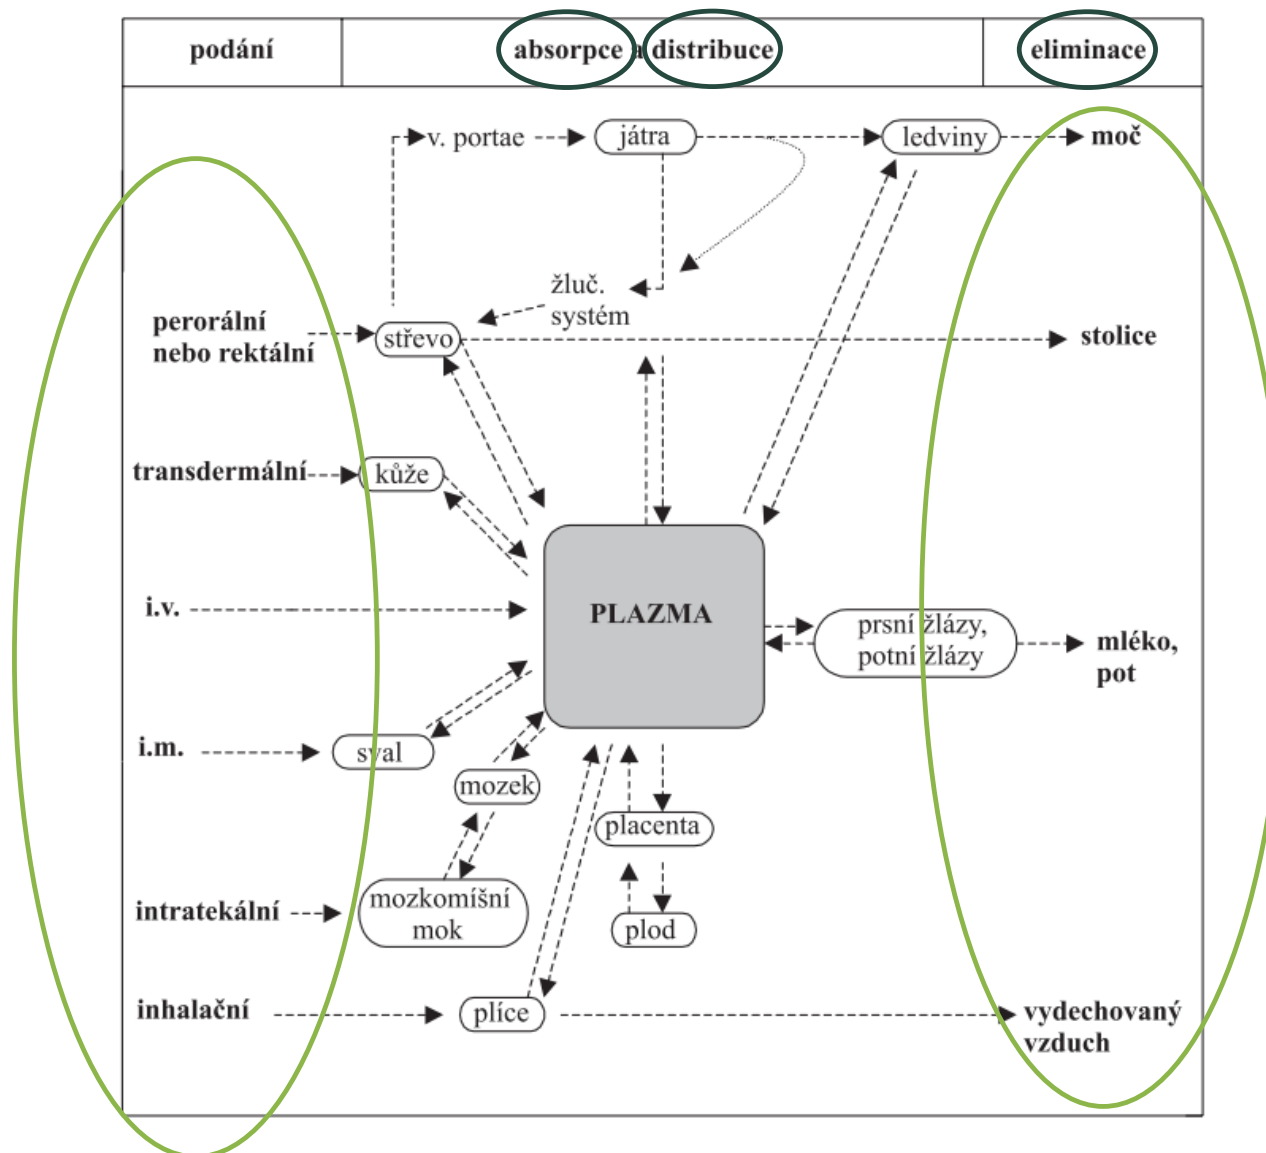 podání
absorpce a distribuce
eliminace
v. portae
játra
ledviny
moč
žluč.
systém
perorální
nebo rektální
střevo
stolice
transdermální
kůže
i.v.
PLAZMA
prsní žlázy,
potní žlázy
mléko,
pot
i.m.
sval
mozek
placenta
intratekální
mozkomíšní
mok
plod
inhalační
plíce
vydechovaný
vzduch